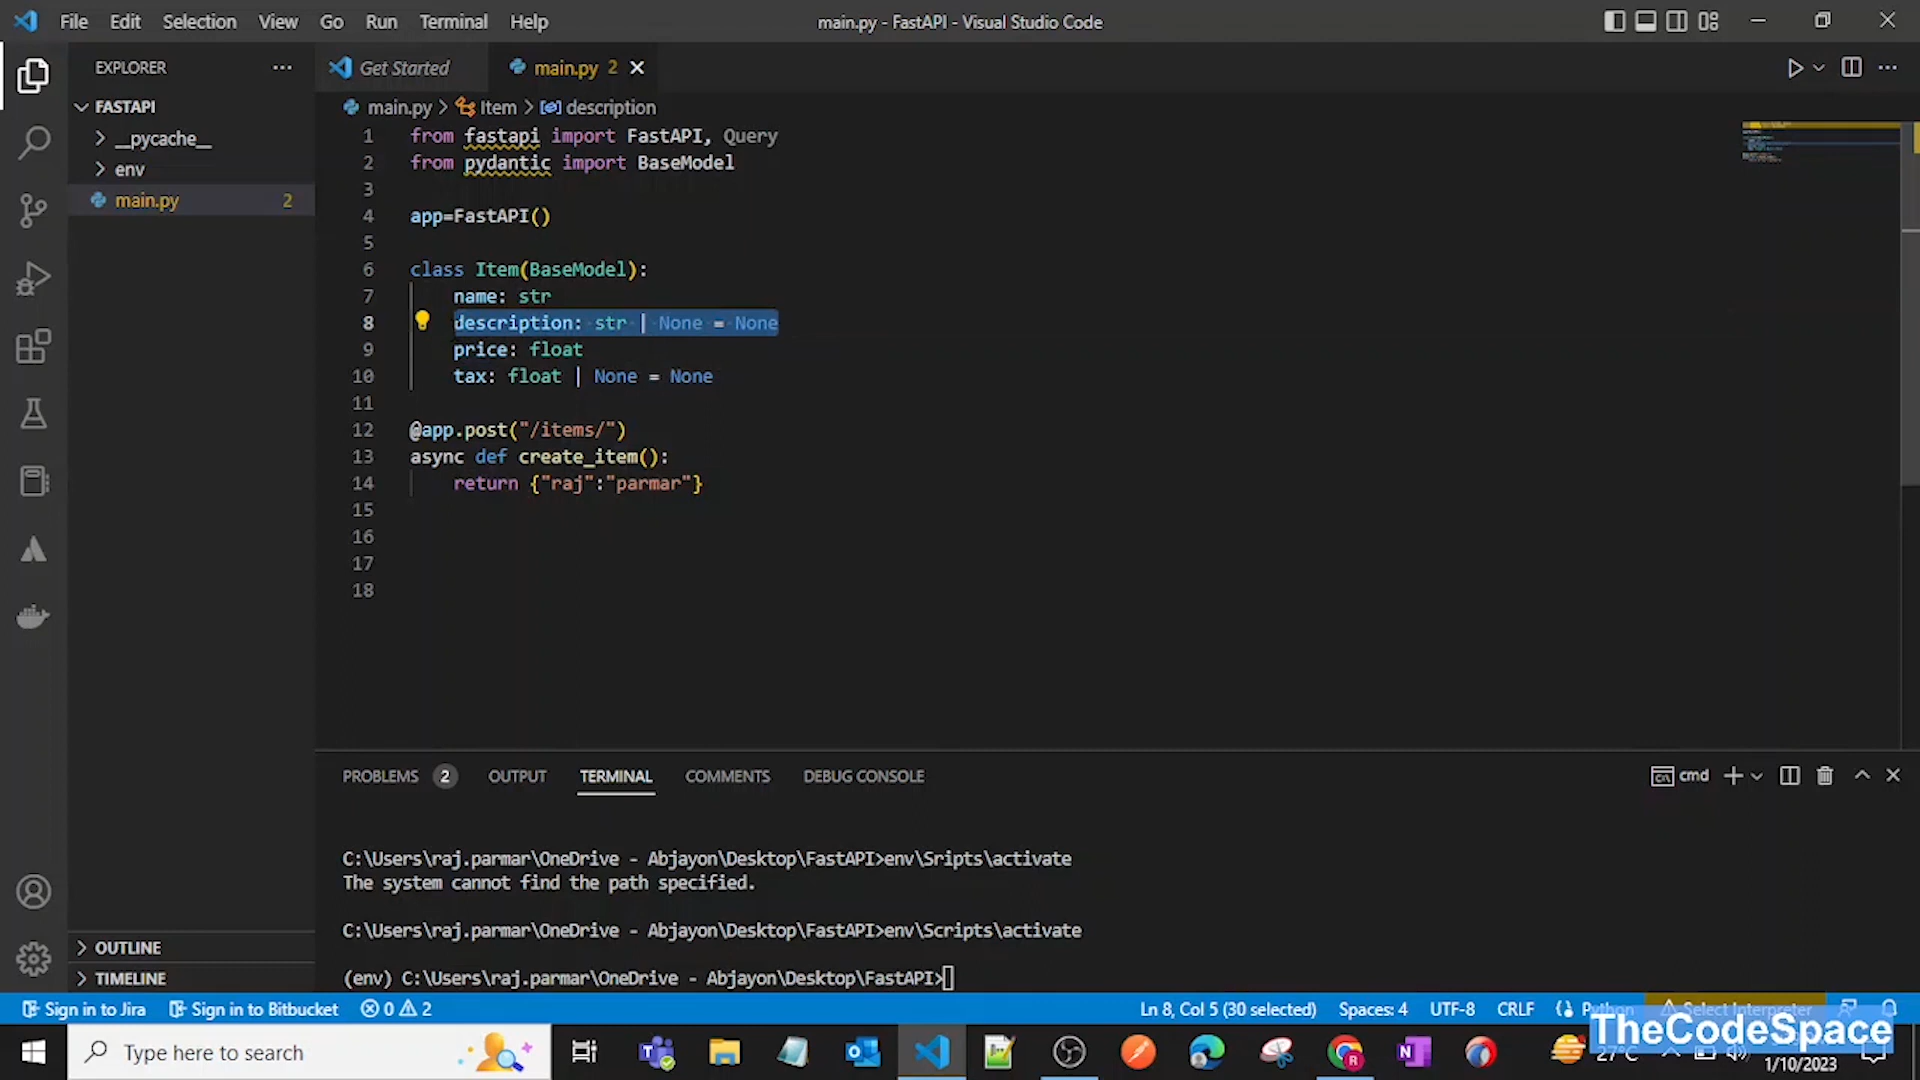 File Edit Selection View Go Run Terminal Help
main.py - FastAPI - Visual Studio Code
EXPLORER
Get Started
main.py 2
FASTAPI
__pycache__
env
main.py 2
main.py > Item > description
1 from fastapi import FastAPI, Query
2 from pydantic import BaseModel
3
4 app=FastAPI()
5
6 class Item(BaseModel):
7 name: str
8 description: str | None = None
9 price: float
10 tax: float | None = None
11
12 @app.post("/items/")
13 async def create_item():
14 return {"raj":"parmar"}
15
16
17
18
PROBLEMS 2 OUTPUT TERMINAL COMMENTS DEBUG CONSOLE
cmd
C:\Users\raj.parmar\OneDrive - Abjayon\Desktop\FastAPI>env\Sripts\activate
The system cannot find the path specified.
C:\Users\raj.parmar\OneDrive - Abjayon\Desktop\FastAPI>env\Scripts\activate
(env) C:\Users\raj.parmar\OneDrive - Abjayon\Desktop\FastAPI>
OUTLINE
TIMELINE
Sign in to Jira Sign in to Bitbucket 0 2
Ln 8, Col 5 (30 selected) Spaces: 4 UTF-8 CRLF Python Select Interpreter
TheCodeSpace
Type here to search
27°C
1/10/2023